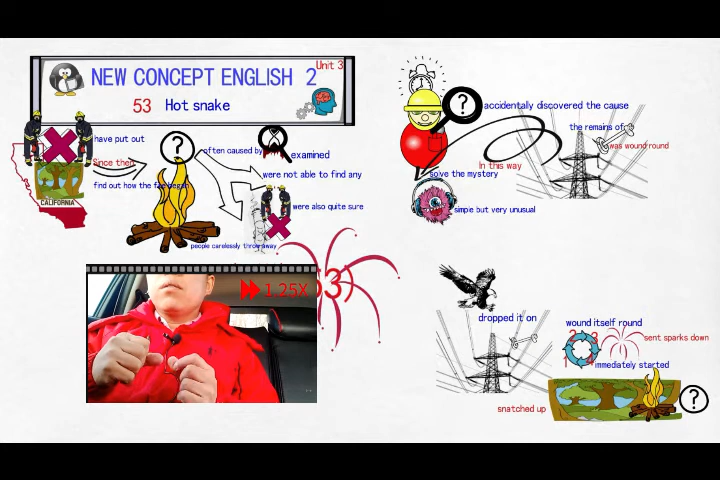 Unit 3
NEW CONCEPT ENGLISH 2
53 Hot snake
have put out
Since then
find out how the fire began
CALIFORNIA
?
often caused by
examined
were not able to find any
were also quite sure
people carelessly throw away
1.25X
?
accidentally discovered the cause
the remains of
was wound round
In this way
solve the mystery
simple but very unusual
dropped it on
wound itself round
sent sparks down
immediately started
snatched up
?